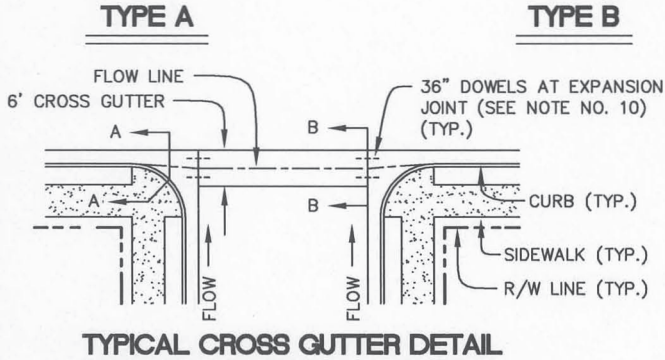 TYPE A
TYPE B
FLOW LINE
6' CROSS GUTTER
36" DOWELS AT EXPANSION
JOINT (SEE NOTE NO. 10)
(TYP.)
A
B
A
B
CURB (TYP.)
SIDEWALK (TYP.)
R/W LINE (TYP.)
FLOW
FLOW
TYPICAL CROSS GUTTER DETAIL